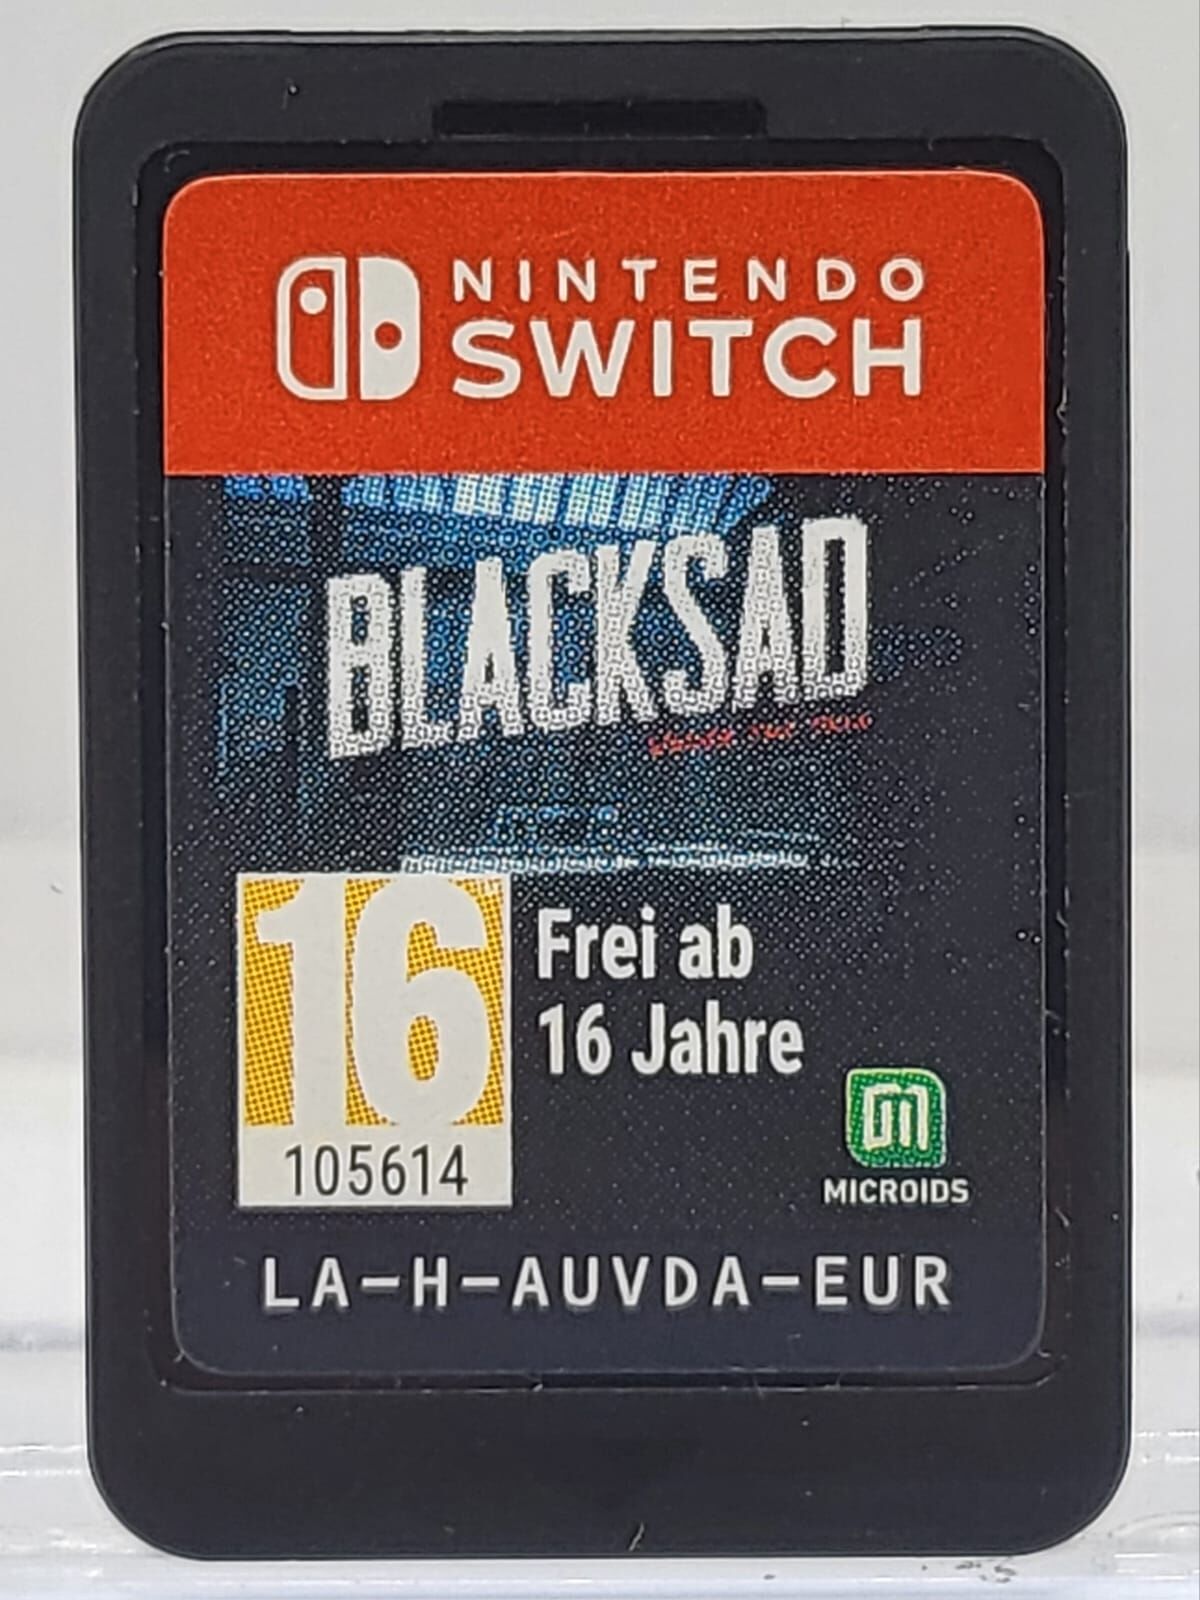 NINTENDO
SWITCH
BLACKSAD
16
Frei ab
16 Jahre
105614
MICROIDS
LA-H-AUVDA-EUR